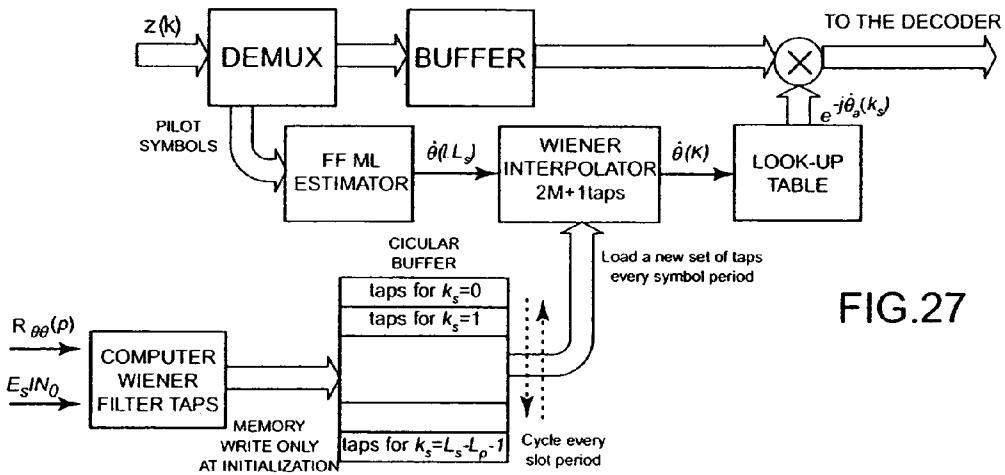 z(k)
TO THE DECODER
DEMUX
BUFFER
X
e^-jθ̇ₐ(kₛ)
PILOT
SYMBOLS
FF ML
ESTIMATOR
θ̇(l Lₛ)
WIENER
INTERPOLATOR
2M+1taps
θ̇(K)
LOOK-UP
TABLE
CICULAR
BUFFER
Load a new set of taps
every symbol period
taps for kₛ=0
taps for kₛ=1
FIG.27
R θθ(p)
EₛIN₀
COMPUTER
WIENER
FILTER TAPS
MEMORY
WRITE ONLY
AT INITIALIZATION
taps for kₛ=Lₛ-Lρ-1
Cycle every
slot period